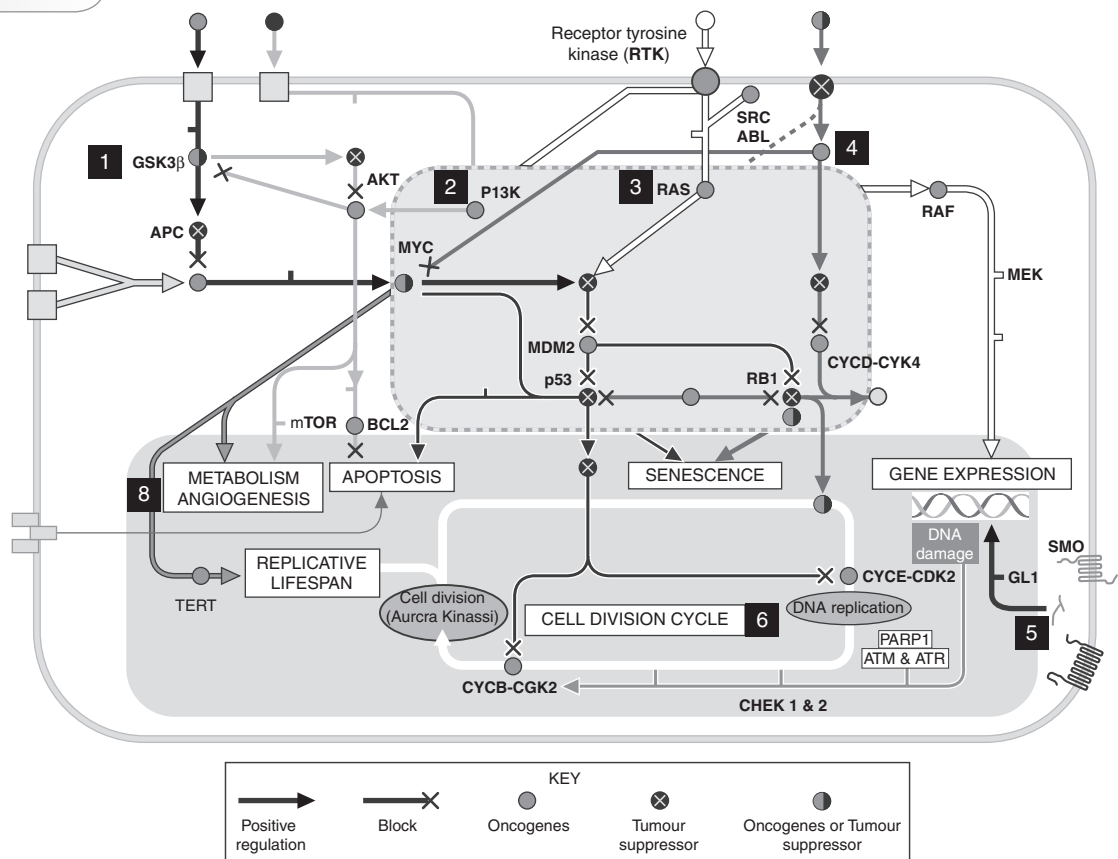 Receptor tyrosine
kinase (RTK)
SRC
ABL
1
GSK3β
AKT
2
P13K
3
RAS
4
RAF
APC
MYC
MEK
MDM2
CYCD-CYK4
p53
RB1
mTOR
BCL2
METABOLISM
ANGIOGENESIS
APOPTOSIS
SENESCENCE
GENE EXPRESSION
8
DNA
damage
SMO
REPLICATIVE
LIFESPAN
TERT
Cell division
(Aurcra Kinassi)
CYCE-CDK2
GL1
CELL DIVISION CYCLE
6
DNA replication
5
PARP1
ATM & ATR
CYCB-CGK2
CHEK 1 & 2
KEY
Positive
regulation
Block
Oncogenes
Tumour
suppressor
Oncogenes or Tumour
suppressor